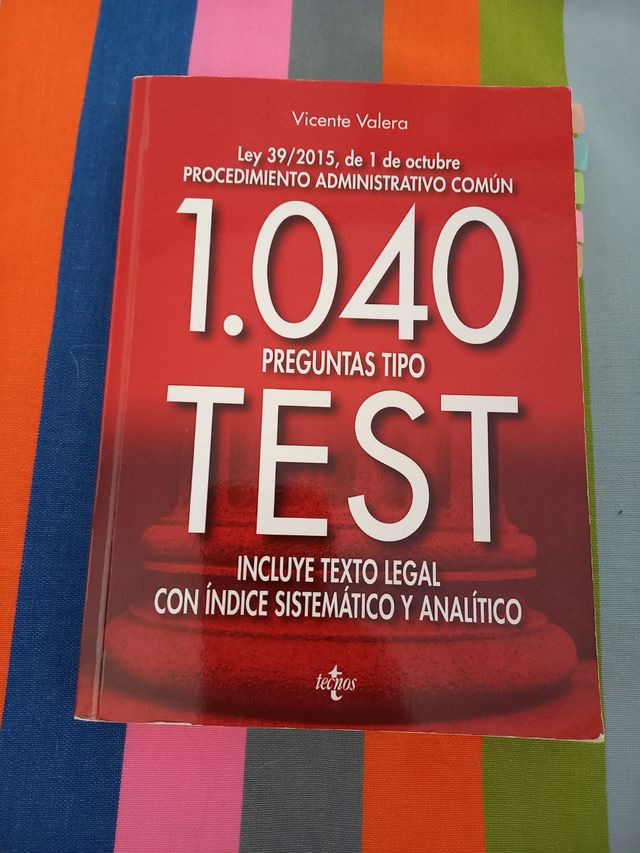 Vicente Valera
Ley 39/2015, de 1 de octubre
PROCEDIMIENTO ADMINISTRATIVO COMÚN
1.040
PREGUNTAS TIPO
TEST
INCLUYE TEXTO LEGAL
CON ÍNDICE SISTEMÁTICO Y ANALÍTICO
tecnos